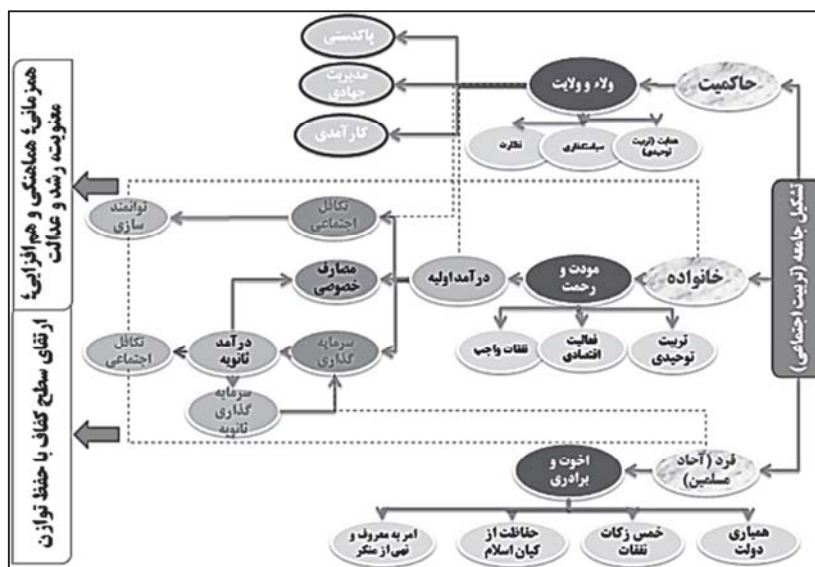 تشکیل جامعه (تربیت اجتماعی)
حاکمیت
ولاء و ولایت
پاکدستی
مدیریت
جهادی
کارآمدی
هدایت (تربیت
توحیدی)
سیاستگذاری
نظارت
خانواده
مودت و
رحمت
درآمد اولیه
تکافل
اجتماعی
توانمند
سازی
مصارف
خصوصی
سرمایه
گذاری
درآمد
ثانویه
تکافل
اجتماعی
سرمایه
گذاری
ثانویه
تربیت
توحیدی
فعالیت
اقتصادی
نفقات واجب
فرد (آحاد
مسلمین)
اخوت و
برادری
همیاری
دولت
خمس زکات
نفقات
حفاظت از
کیان اسلام
امر به معروف و
نهی از منکر
همزمانی؛ هماهنگی و هم‌افزایی؛
معنویت، رشد و عدالت
ارتقای سطح کفاف با حفظ توازن